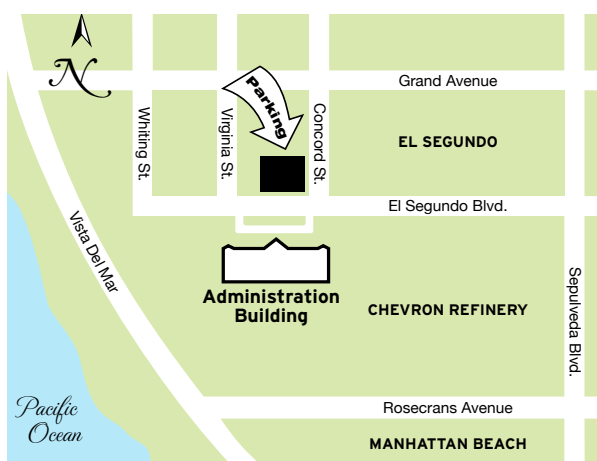 N
Grand Avenue
Parking
Whiting St.
Virginia St.
Concord St.
EL SEGUNDO
El Segundo Blvd.
Vista Del Mar
Administration
Building
CHEVRON REFINERY
Sepulveda Blvd.
Pacific
Ocean
Rosecrans Avenue
MANHATTAN BEACH